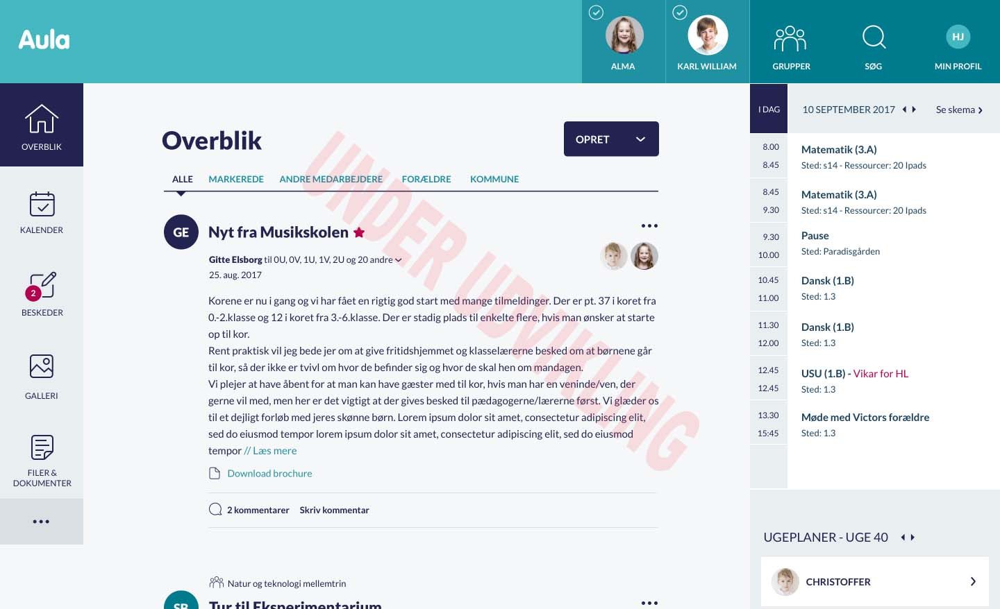 Aula
ALMA
KARL WILLIAM
GRUPPER
SØG
HJ
MIN PROFIL
OVERBLIK
KALENDER
2
BESKEDER
GALLERI
FILER &
DOKUMENTER
Overblik
OPRET
ALLE MARKEREDE ANDRE MEDARBEJDERE FORÆLDRE KOMMUNE
GE
Nyt fra Musikskolen
Gitte Elsborg til 0U, 0V, 1U, 1V, 2U og 20 andre
25. aug. 2017
Korene er nu i gang og vi har fået en rigtig god start med mange tilmeldinger. Der er pt. 37 i koret fra
0.-2.klasse og 12 i koret fra 3.-6.klasse. Der er stadig plads til enkelte flere, hvis man ønsker at starte
op til kor.
Rent praktisk vil jeg bede jer om at give fritidshjemmet og klasselærerne besked om at børnene går
til kor, så der ikke er tvivl om hvor de befinder sig og hvor de skal hen om mandagen.
Vi plejer at have åbent for at man kan have gæster med til kor, hvis man har en veninde/ven, der
gerne vil med, men her er det vigtigt at der gives besked til pædagogerne/lærerne først. Vi glæder os
til et dejligt forløb med jeres skønne børn. Lorem ipsum dolor sit amet, consectetur adipiscing elit,
sed do eiusmod tempor lorem ipsum dolor sit amet, consectetur adipiscing elit, sed do eiusmod
tempor // Læs mere
Download brochure
2 kommentarer Skriv kommentar
UNDER UDVIKLING
Natur og teknologi mellemtrin
SB
Tur til Eksperimentarium
I DAG
10 SEPTEMBER 2017
Se skema
8.00
8.45
Matematik (3.A)
Sted: s14 - Ressourcer: 20 Ipads
8.45
9.30
Matematik (3.A)
Sted: s14 - Ressourcer: 20 Ipads
9.30
10.00
Pause
Sted: Paradisgården
10.45
11.00
Dansk (1.B)
Sted: 1.3
11.30
12.00
Dansk (1.B)
Sted: 1.3
12.45
12.45
USU (1.B) - Vikar for HL
Sted: 1.3
13.30
15:45
Møde med Victors forældre
Sted: 1.3
UGEPLANER - UGE 40
CHRISTOFFER